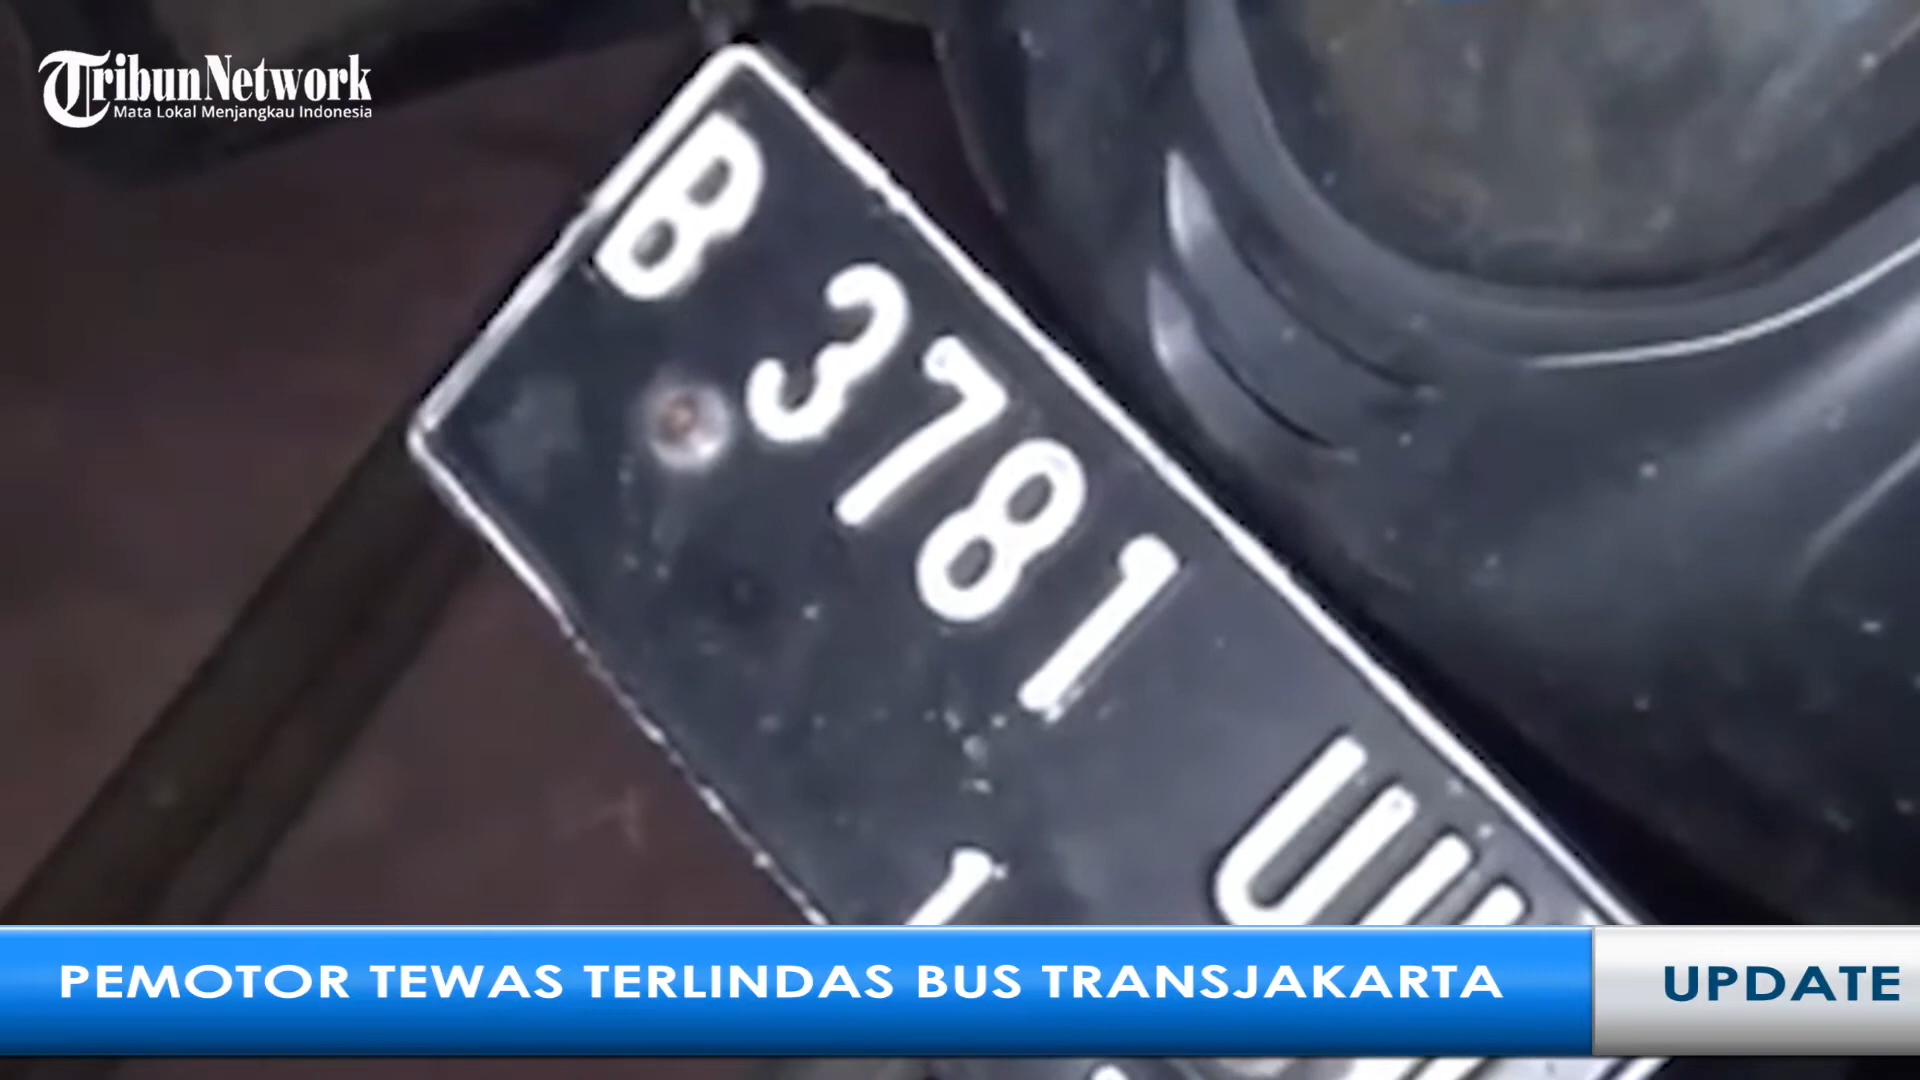 TribunNetwork
Mata Lokal Menjangkau Indonesia
B 3781
PEMOTOR TEWAS TERLINDAS BUS TRANSJAKARTA
UPDATE